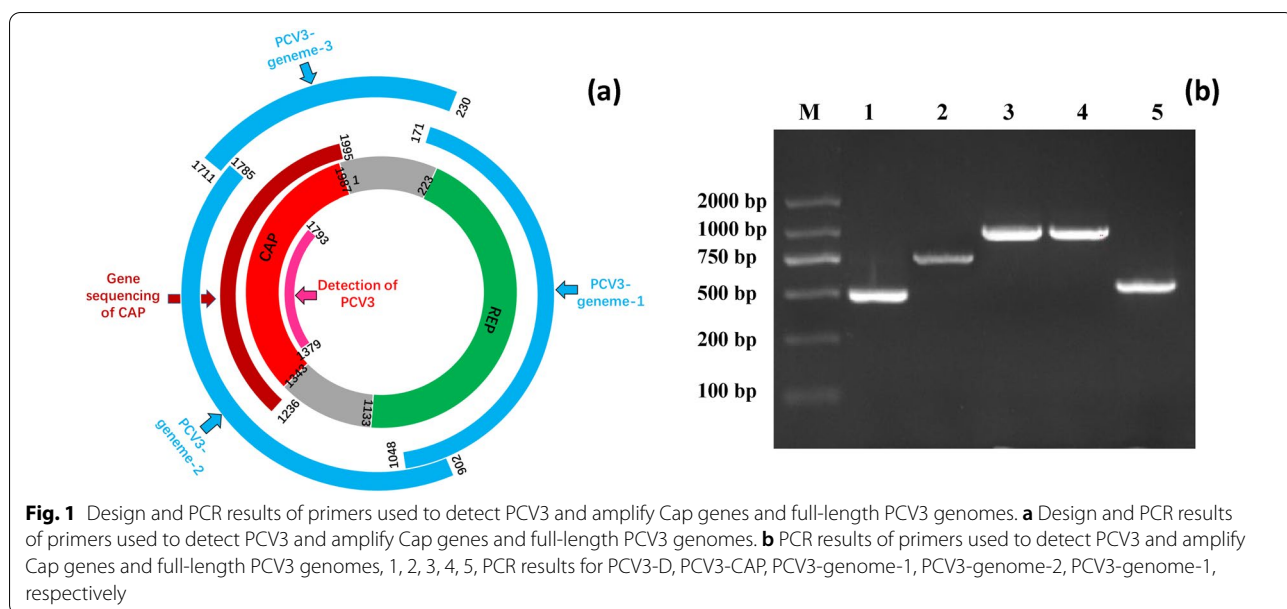 PCV3-
geneme-3
(a)
230
171
1711
1785
1995
1987
1
223
CAP
1793
Gene
sequencing
of CAP
Detection of
PCV3
REP
PCV3-
geneme-1
1379
1343
1236
1133
1048
902
PCV3-
geneme-2
(b)
M 1 2 3 4 5
2000 bp
1000 bp
750 bp
500 bp
200 bp
100 bp
Fig. 1 Design and PCR results of primers used to detect PCV3 and amplify Cap genes and full-length PCV3 genomes. a Design and PCR results
of primers used to detect PCV3 and amplify Cap genes and full-length PCV3 genomes. b PCR results of primers used to detect PCV3 and amplify
Cap genes and full-length PCV3 genomes, 1, 2, 3, 4, 5, PCR results for PCV3-D, PCV3-CAP, PCV3-genome-1, PCV3-genome-2, PCV3-genome-1,
respectively